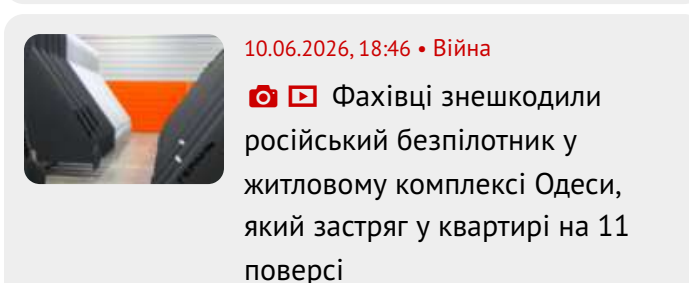 10.06.2026, 18:46 • Війна
Фахівці знешкодили
російський безпілотник у
житловому комплексі Одеси,
який застряг у квартирі на 11
поверсі